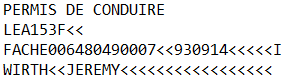 PERMIS DE CONDUIRE
LEA153F<<
FACHE006480490007<<930914<<<<<I
WIRTH<<JEREMY<<<<<<<<<<<<<<<<<